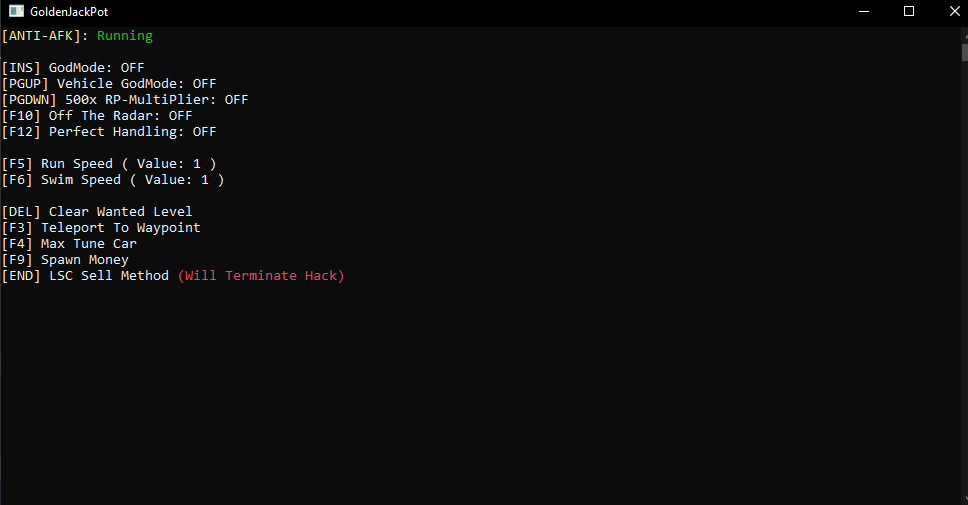 GoldenJackPot
[ANTI-AFK]: Running
[INS] GodMode: OFF
[PGUP] Vehicle GodMode: OFF
[PGDWN] 500x RP-MultiPlier: OFF
[F10] Off The Radar: OFF
[F12] Perfect Handling: OFF
[F5] Run Speed ( Value: 1 )
[F6] Swim Speed ( Value: 1 )
[DEL] Clear Wanted Level
[F3] Teleport To Waypoint
[F4] Max Tune Car
[F9] Spawn Money
[END] LSC Sell Method (Will Terminate Hack)